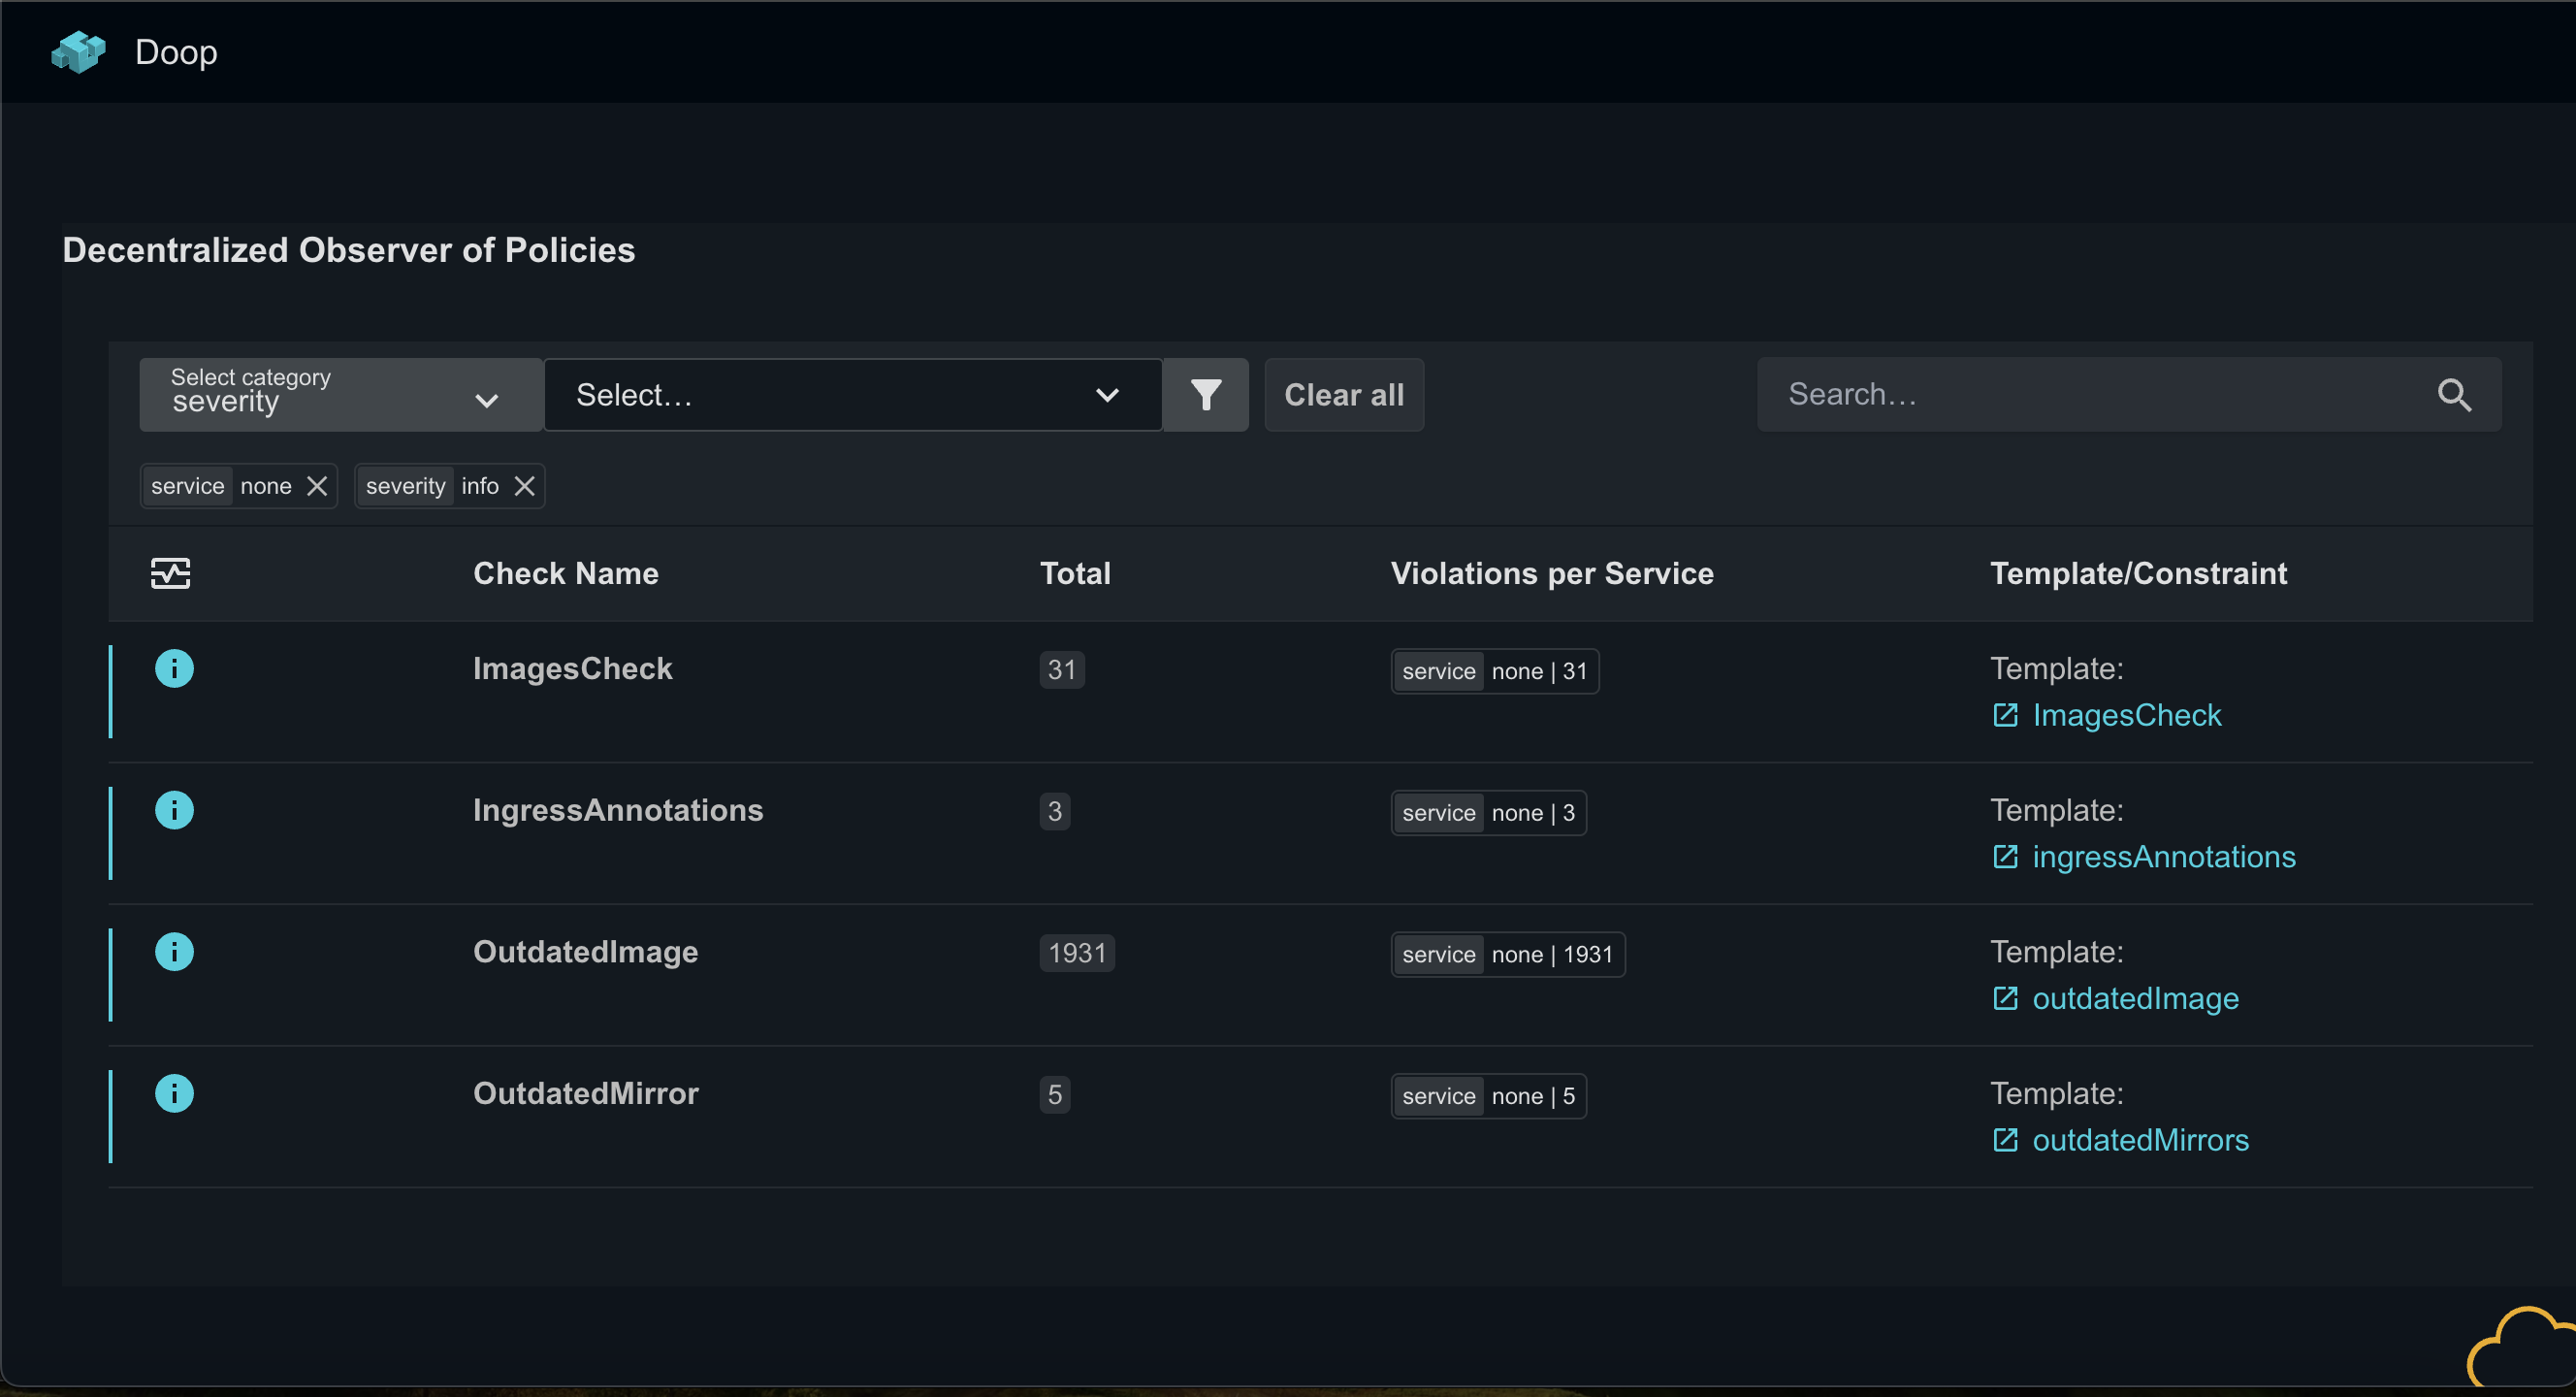 Doop
Decentralized Observer of Policies
Select category
severity
Select...
Clear all
Search...
service none
severity info
Check Name Total Violations per Service Template/Constraint
ImagesCheck 31 service none | 31 Template:
ImagesCheck
IngressAnnotations 3 service none | 3 Template:
ingressAnnotations
OutdatedImage 1931 service none | 1931 Template:
outdatedImage
OutdatedMirror 5 service none | 5 Template:
outdatedMirrors